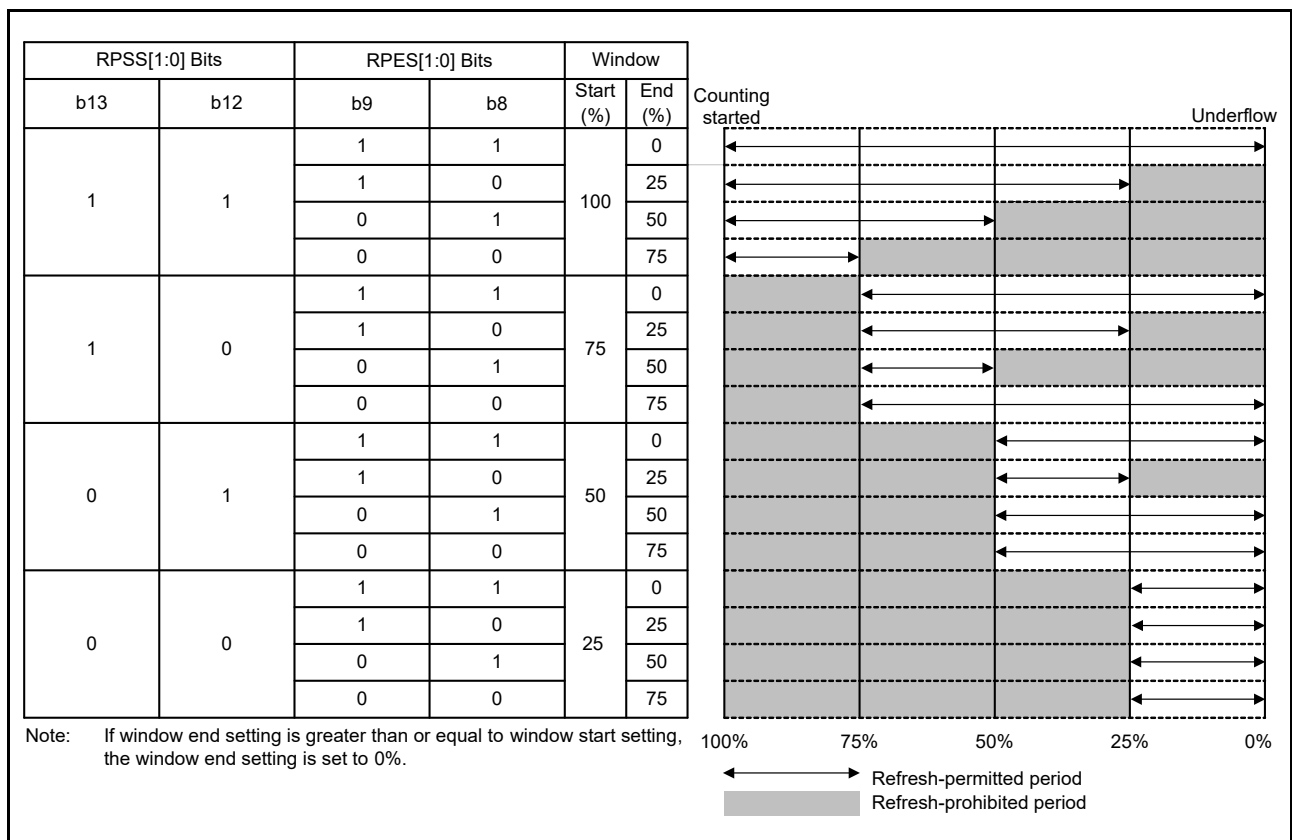 RPSS[1:0] Bits RPES[1:0] Bits Window
b13 b12 b9 b8 Start (%) End (%)
Counting started Underflow
1 1 0
1 0 25
1 1 100
0 1 50
0 0 75
1 1 0
1 0 25
1 0 75
0 1 50
0 0 75
1 1 0
1 0 25
0 1 50
0 1 50
0 0 75
1 1 0
1 0 25
0 0 25
0 1 50
0 0 75
Note: If window end setting is greater than or equal to window start setting,
the window end setting is set to 0%.
100% 75% 50% 25% 0%
Refresh-permitted period
Refresh-prohibited period